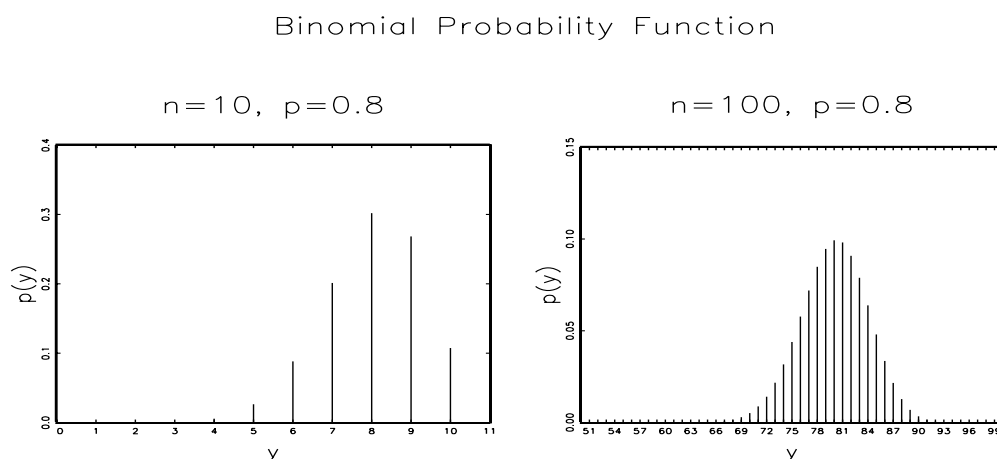 Binomial Probability Function
n=10, p=0.8
n=100, p=0.8
p(y)
0.4
0.3
0.2
0.1
0.0
0 1 2 3 4 5 6 7 8 9 10 11
y
p(y)
0.15
0.10
0.05
0.00
51 54 57 60 63 66 69 72 75 78 81 84 87 90 93 96 99
y